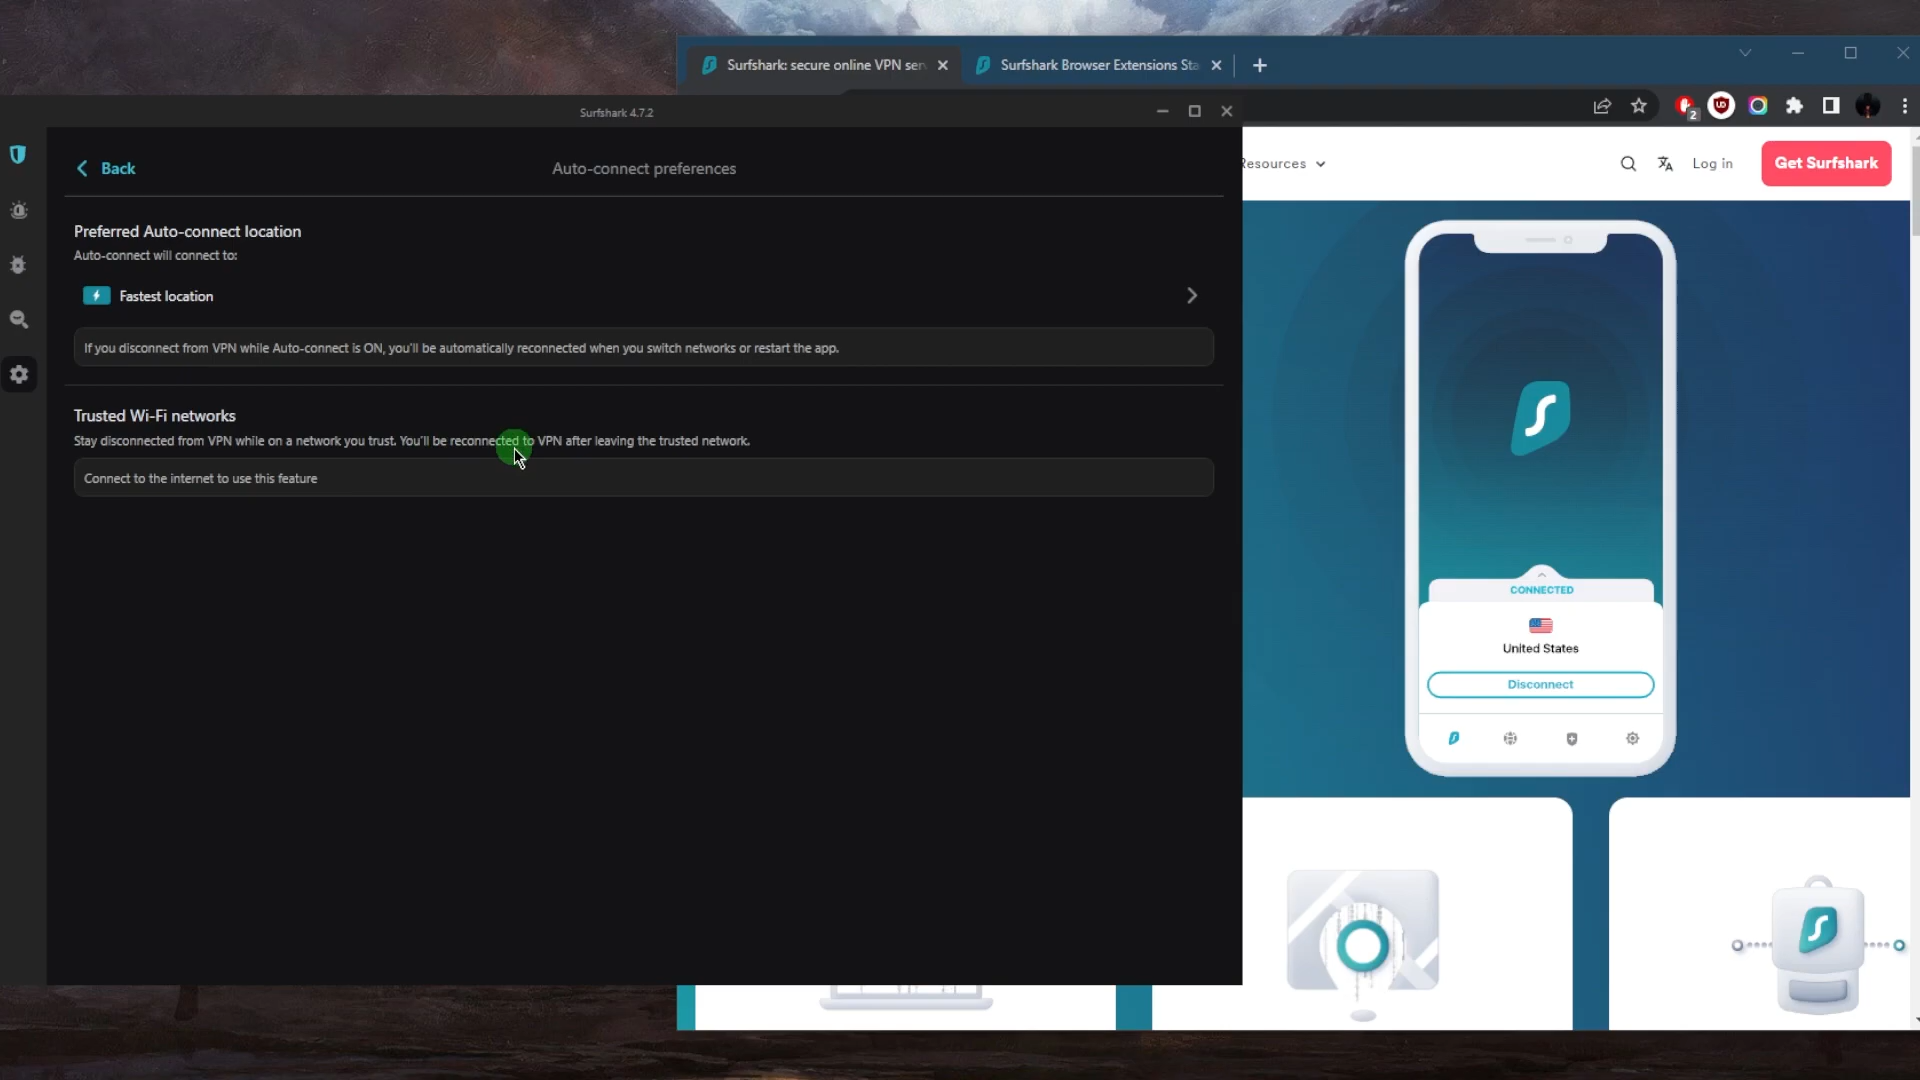 Surfshark: secure online VPN ser
Surfshark Browser Extensions Sta
Surfshark 4.7.2
2
Back
Auto-connect preferences
Resources
Log in
Get Surfshark
Preferred Auto-connect location
Auto-connect will connect to:
Fastest location
If you disconnect from VPN while Auto-connect is ON, you'll be automatically reconnected when you switch networks or restart the app.
Trusted Wi-Fi networks
Stay disconnected from VPN while on a network you trust. You'll be reconnected to VPN after leaving the trusted network.
Connect to the internet to use this feature
CONNECTED
United States
Disconnect